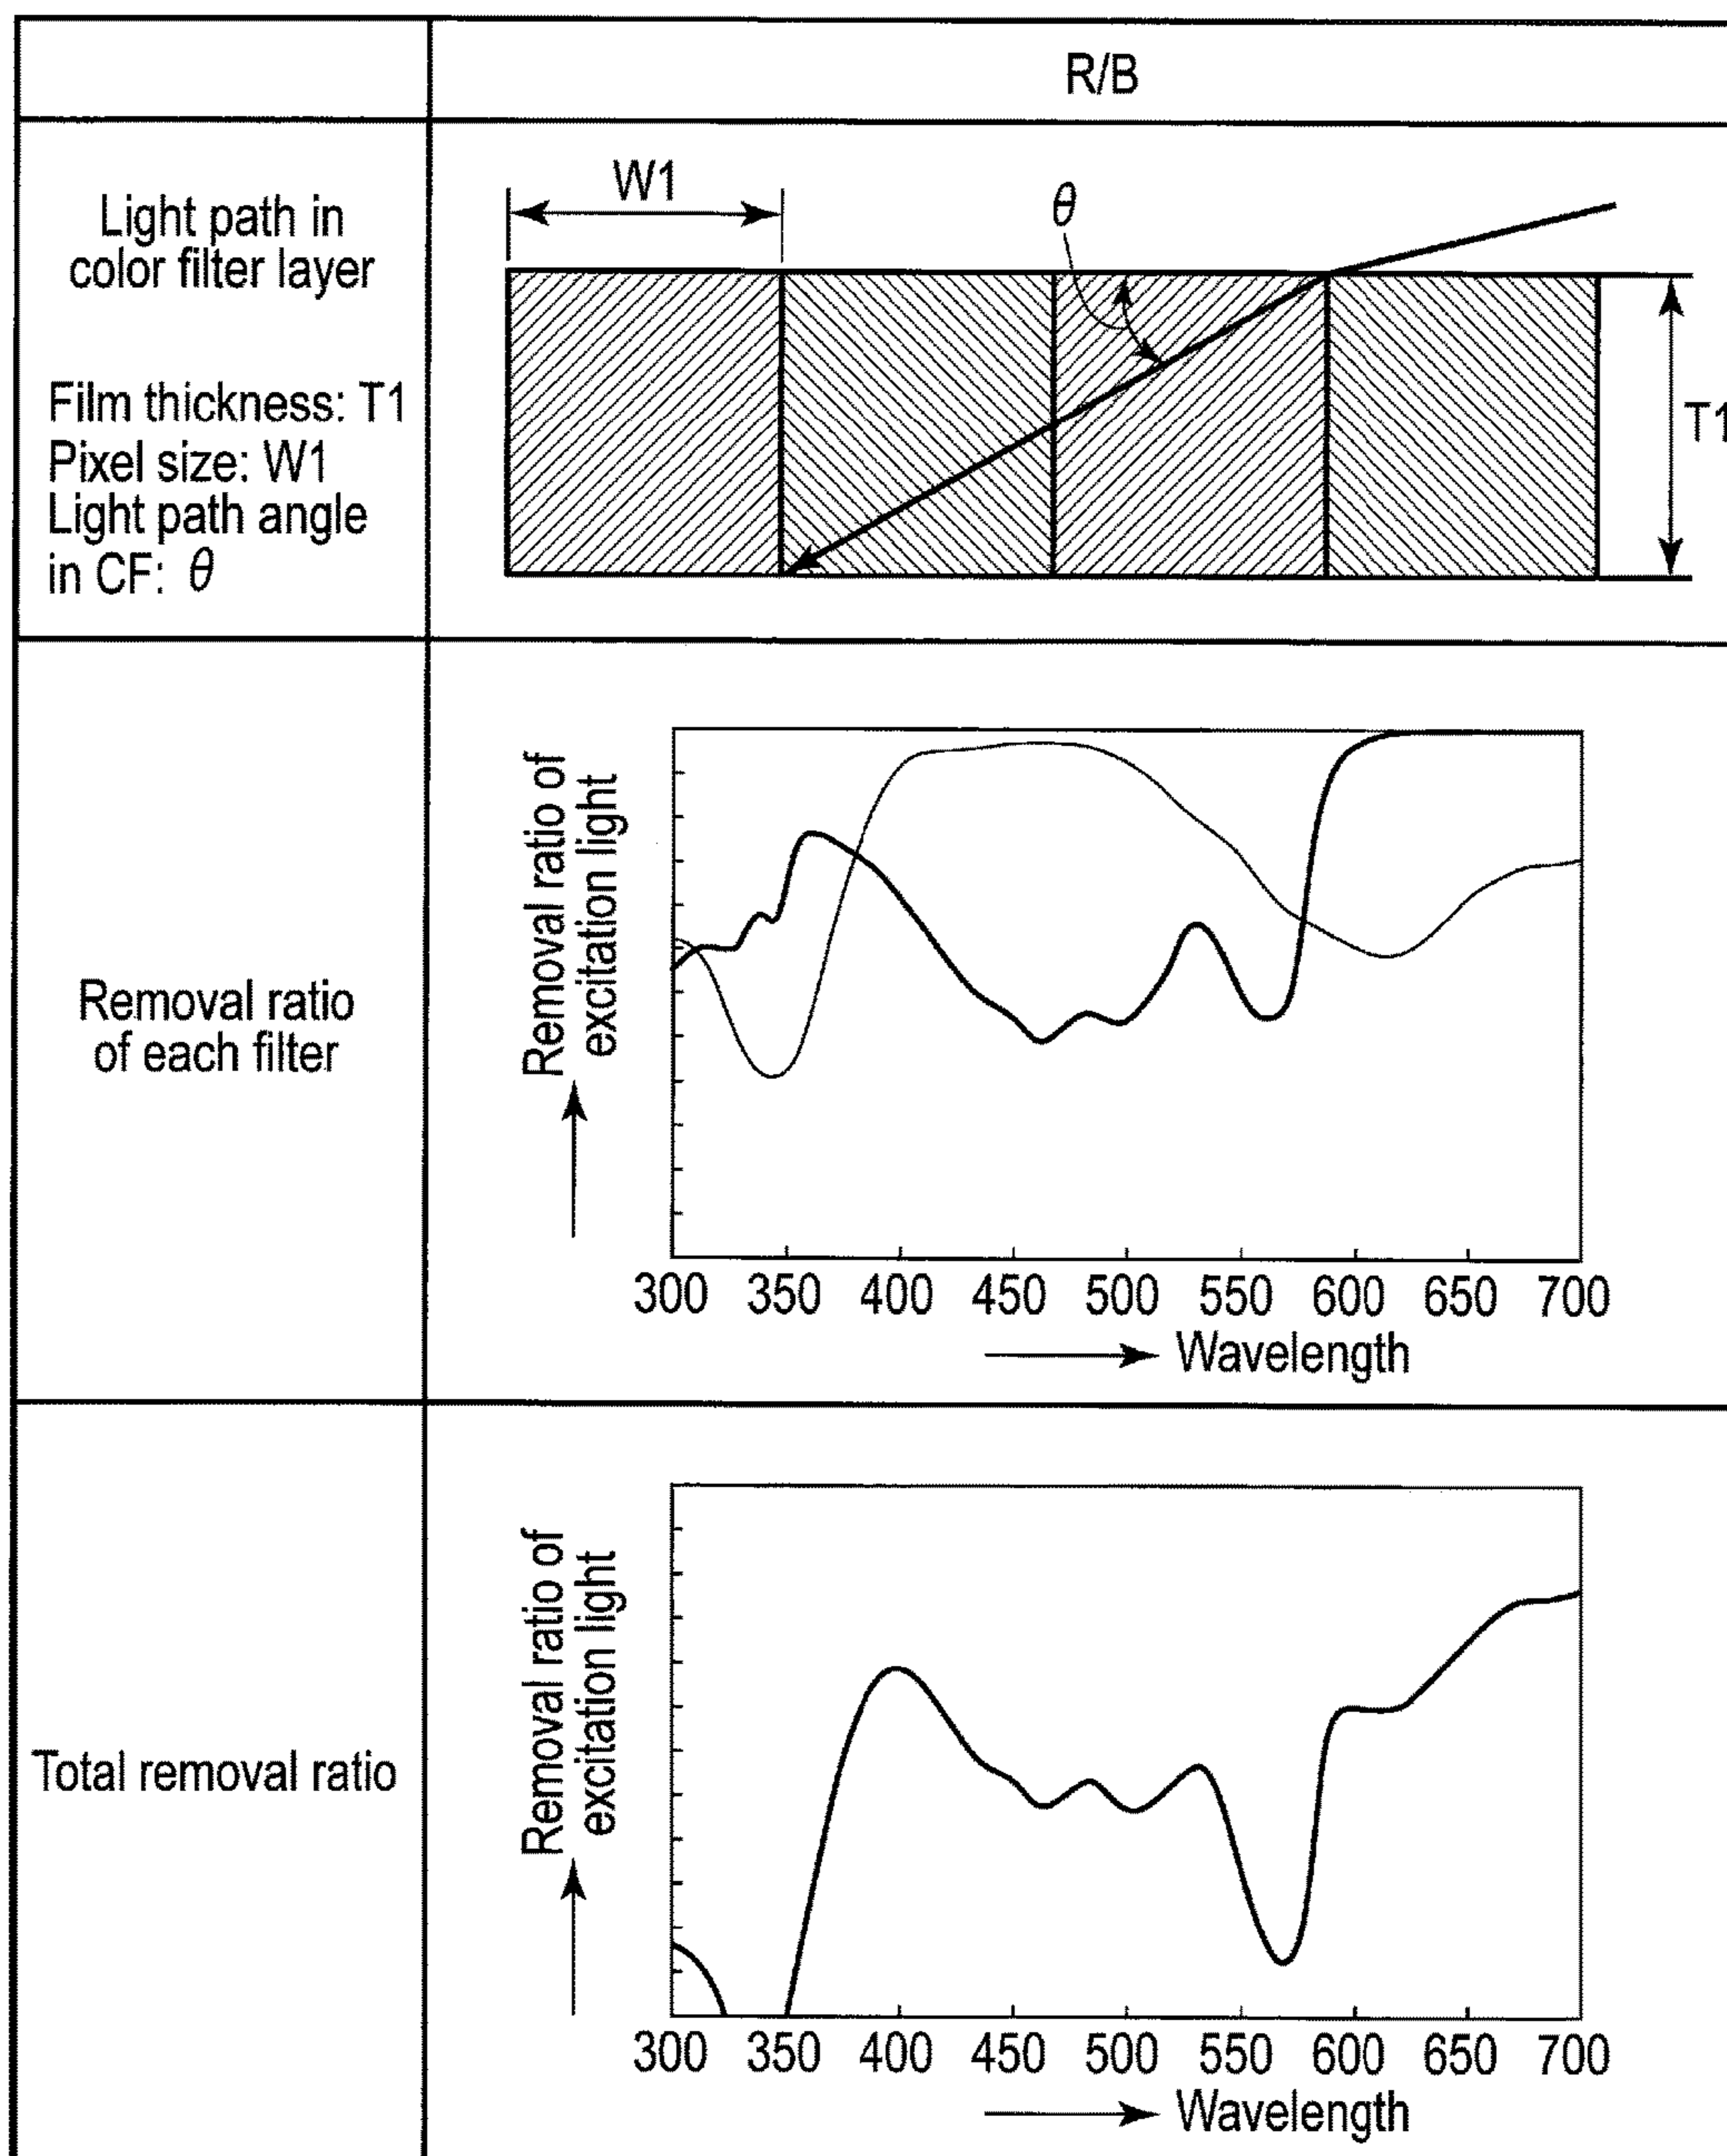 R/B
Light path in
color filter layer
Film thickness: T1
Pixel size: W1
Light path angle
in CF: θ
W1
θ
T1
Removal ratio
of each filter
Removal ratio of
excitation light
300 350 400 450 500 550 600 650 700
Wavelength
Total removal ratio
Removal ratio of
excitation light
300 350 400 450 500 550 600 650 700
Wavelength